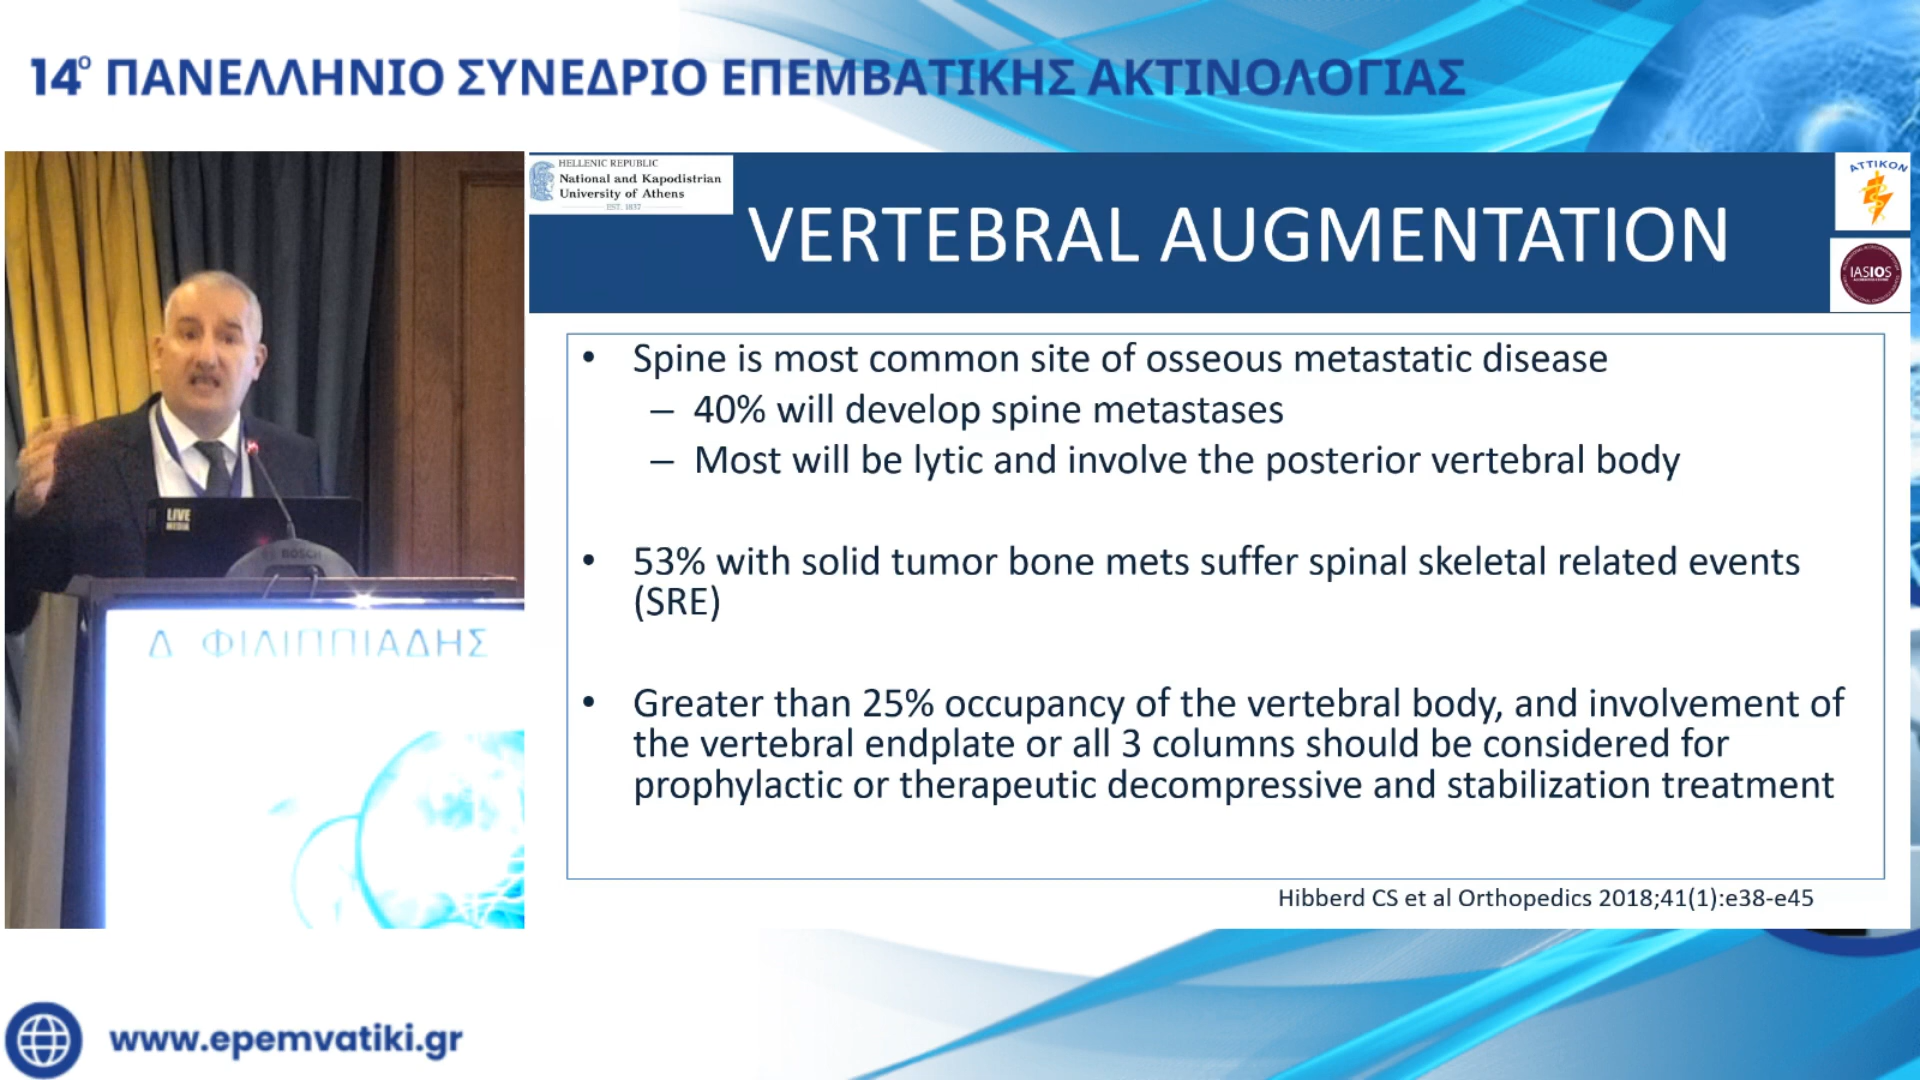 14ο ΠΑΝΕΛΛΗΝΙΟ ΣΥΝΕΔΡΙΟ ΕΠΕΜΒΑΤΙΚΗΣ ΑΚΤΙΝΟΛΟΓΙΑΣ
HELLENIC REPUBLIC
National and Kapodistrian
University of Athens
EST. 1837
VERTEBRAL AUGMENTATION
ΑΤΤΙΚΟΝ
IASIOS
• Spine is most common site of osseous metastatic disease
– 40% will develop spine metastases
– Most will be lytic and involve the posterior vertebral body
• 53% with solid tumor bone mets suffer spinal skeletal related events
(SRE)
• Greater than 25% occupancy of the vertebral body, and involvement of
the vertebral endplate or all 3 columns should be considered for
prophylactic or therapeutic decompressive and stabilization treatment
Hibberd CS et al Orthopedics 2018;41(1):e38-e45
LIVE
MEDIA
BOSCH
Δ ΦΙΛΙΠΠΙΑΔΗΣ
www.epemvatiki.gr